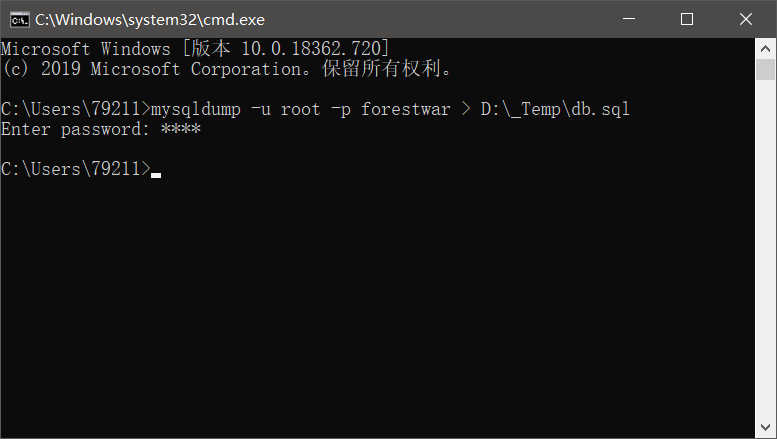 C:\Windows\system32\cmd.exe
Microsoft Windows [版本 10.0.18362.720]
(c) 2019 Microsoft Corporation。保留所有权利。
C:\Users\79211>mysqldump -u root -p forestwar > D:\_Temp\db.sql
Enter password: ****
C:\Users\79211>